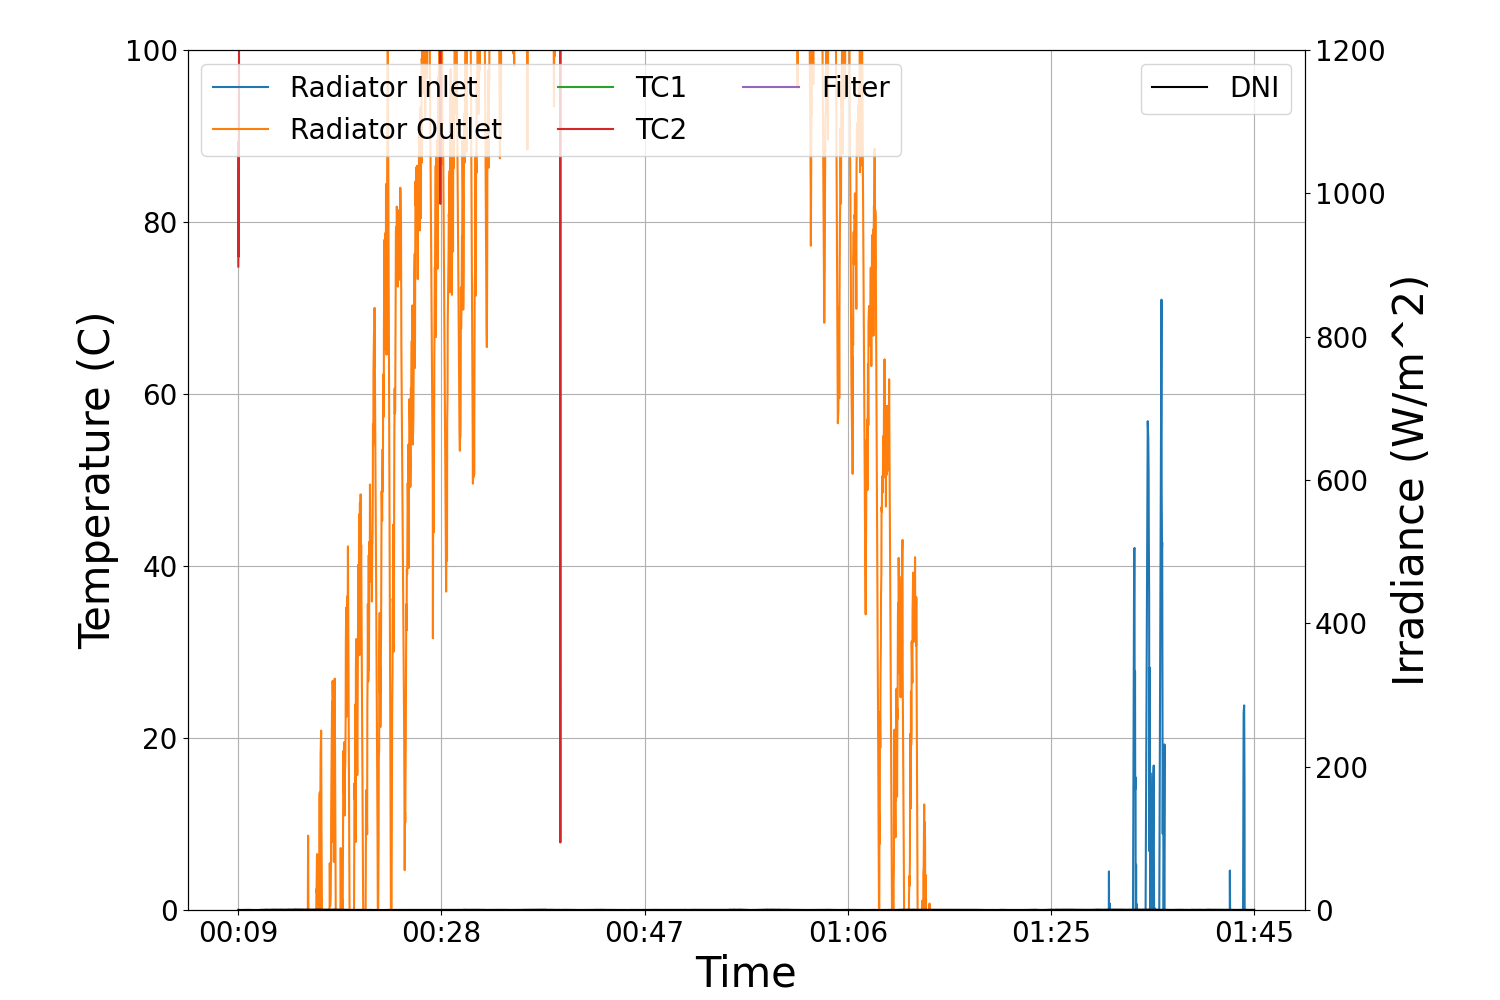 Radiator Inlet
Radiator Outlet
TC1
TC2
Filter
DNI
Temperature (C)
100
80
60
40
20
0
Irradiance (W/m^2)
1200
1000
800
600
400
200
0
00:09 00:28 00:47 01:06 01:25 01:45
Time